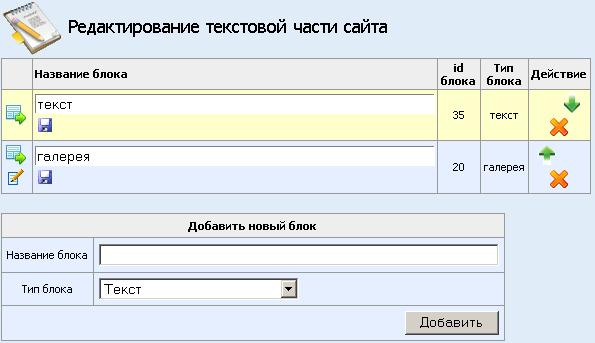 Редактирование текстовой части сайта
Название блока id блока Тип блока Действие
текст 35 текст
галерея 20 галерея
Добавить новый блок
Название блока
Тип блока Текст
Добавить